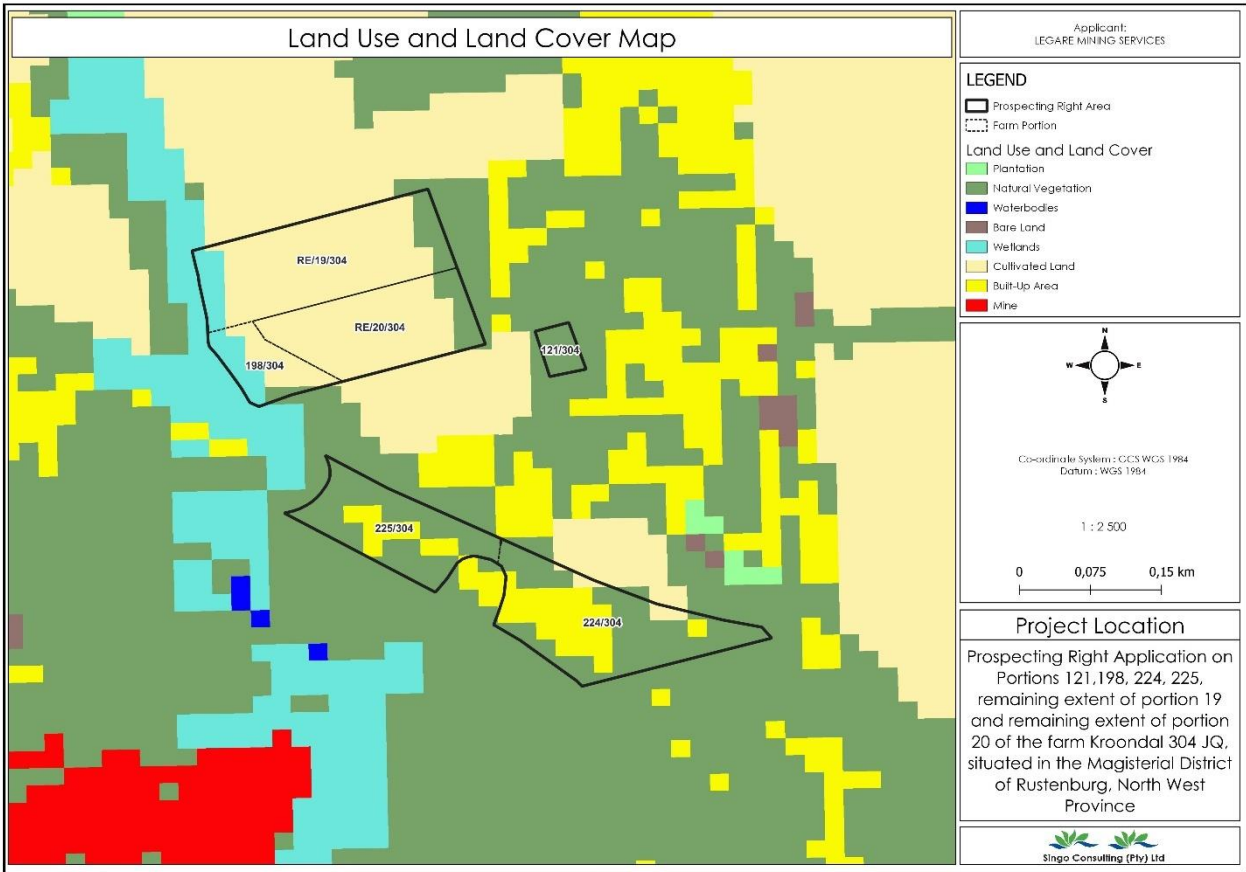 Land Use and Land Cover Map
Applicant:
LEGARE MINING SERVICES
LEGEND
Prospecting Right Area
Farm Portion
Land Use and Land Cover
Plantation
Natural Vegetation
Waterbodies
Bare Land
Wetlands
Cultivated Land
Built-Up Area
Mine
RE/19/304
RE/20/304
198/304
121/304
225/304
224/304
N
W
E
S
Co-ordinate System : GCS WGS 1984
Datum : WGS 1984
1 : 2 500
0 0,075 0,15 km
Project Location
Prospecting Right Application on
Portions 121,198, 224, 225,
remaining extent of portion 19
and remaining extent of portion
20 of the farm Kroondal 304 JQ,
situated in the Magisterial District
of Rustenburg, North West
Province
Singo Consulting (Pty) Ltd